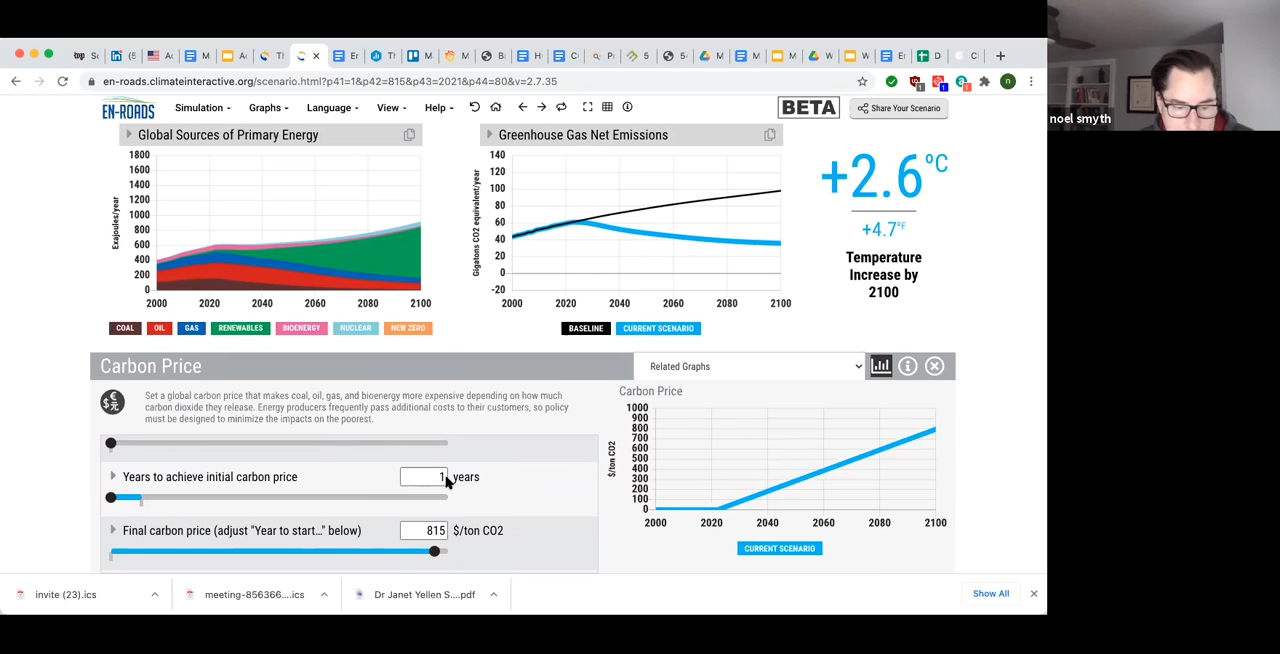 en-roads.climateinteractive.org/scenario.html?p41=1&p42=815&p43=2021&p44=80&v=2.7.35
EN-ROADS
Simulation
Graphs
Language
View
Help
BETA
Share Your Scenario
noel smyth
Global Sources of Primary Energy
Greenhouse Gas Net Emissions
Exajoules/year
1800
1600
1400
1200
1000
800
600
400
200
0
2000 2020 2040 2060 2080 2100
COAL OIL GAS RENEWABLES BIOENERGY NUCLEAR NEW ZERO
Gigatons CO2 equivalent/year
140
120
100
80
60
40
20
0
-20
2000 2020 2040 2060 2080 2100
BASELINE CURRENT SCENARIO
+2.6°C
+4.7°F
Temperature
Increase by
2100
Carbon Price
Related Graphs
Set a global carbon price that makes coal, oil, gas, and bioenergy more expensive depending on how much
carbon dioxide they release. Energy producers frequently pass additional costs to their customers, so policy
must be designed to minimize the impacts on the poorest.
Years to achieve initial carbon price 1 years
Final carbon price (adjust "Year to start..." below) 815 $/ton CO2
Carbon Price
$/ton CO2
1000
900
800
700
600
500
400
300
200
100
0
2000 2020 2040 2060 2080 2100
CURRENT SCENARIO
invite (23).ics
meeting-856366....ics
Dr Janet Yellen S....pdf
Show All